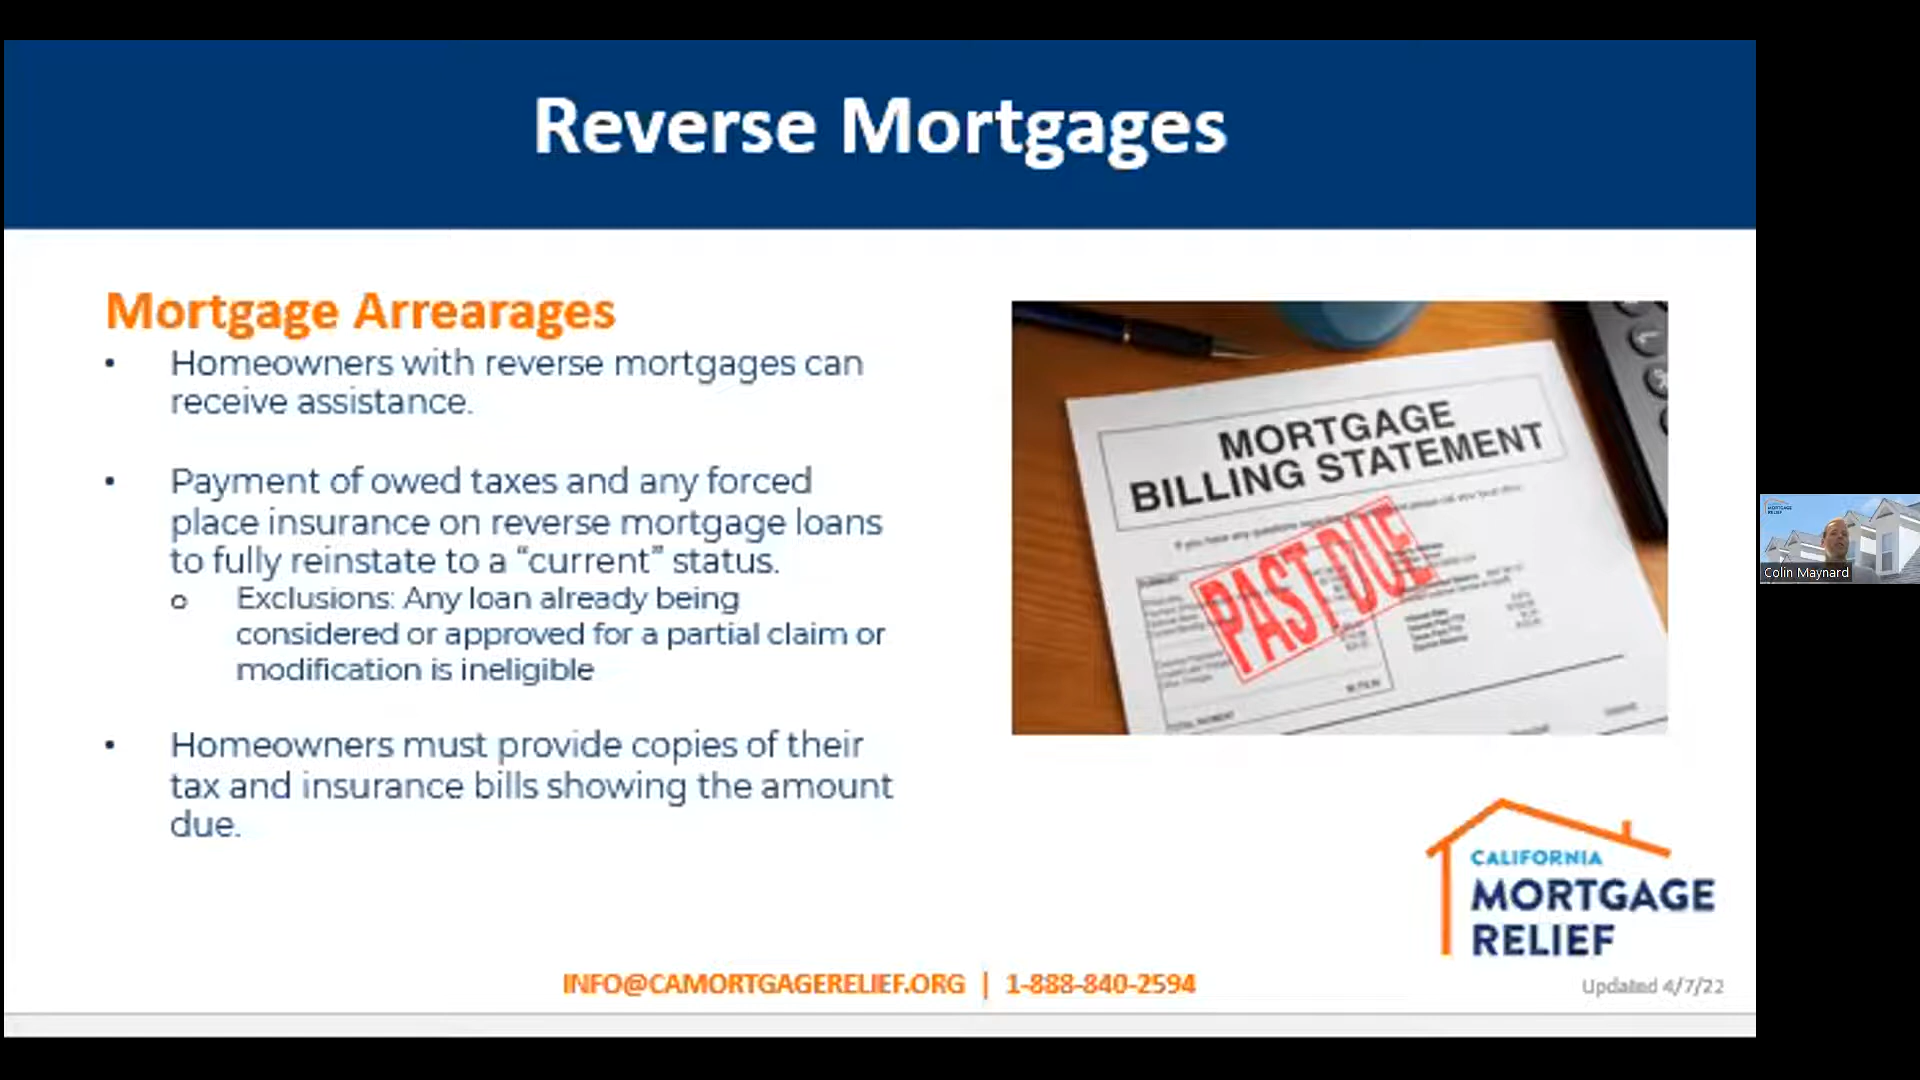 Reverse Mortgages
Mortgage Arrearages
• Homeowners with reverse mortgages can
receive assistance.
• Payment of owed taxes and any forced
place insurance on reverse mortgage loans
to fully reinstate to a “current” status.
o Exclusions: Any loan already being
considered or approved for a partial claim or
modification is ineligible
• Homeowners must provide copies of their
tax and insurance bills showing the amount
due.
MORTGAGE
BILLING STATEMENT
PAST DUE
CALIFORNIA
MORTGAGE
RELIEF
INFO@CAMORTGAGERELIEF.ORG | 1-888-840-2594
Updated 4/7/22
MORTGAGE
RELIEF
Colin Maynard